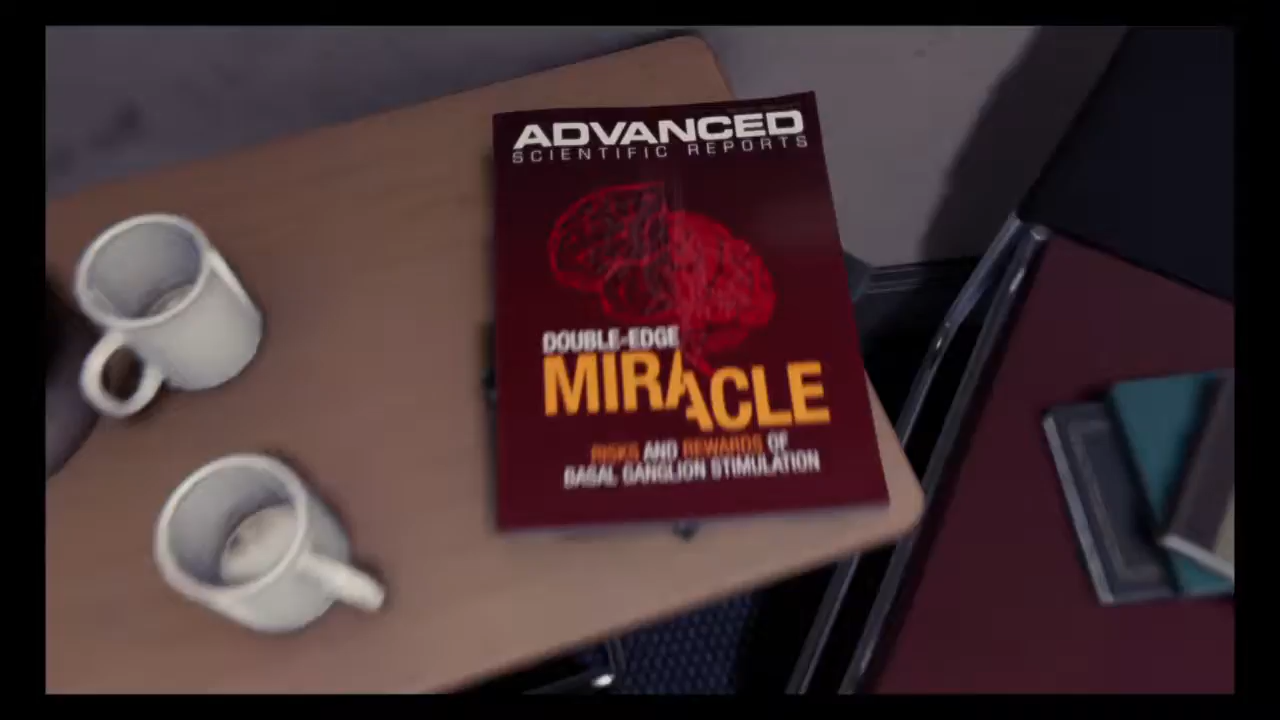 ADVANCED
SCIENTIFIC REPORTS
DOUBLE-EDGE
MIRACLE
RISKS AND REWARDS OF
BASAL GANGLION STIMULATION